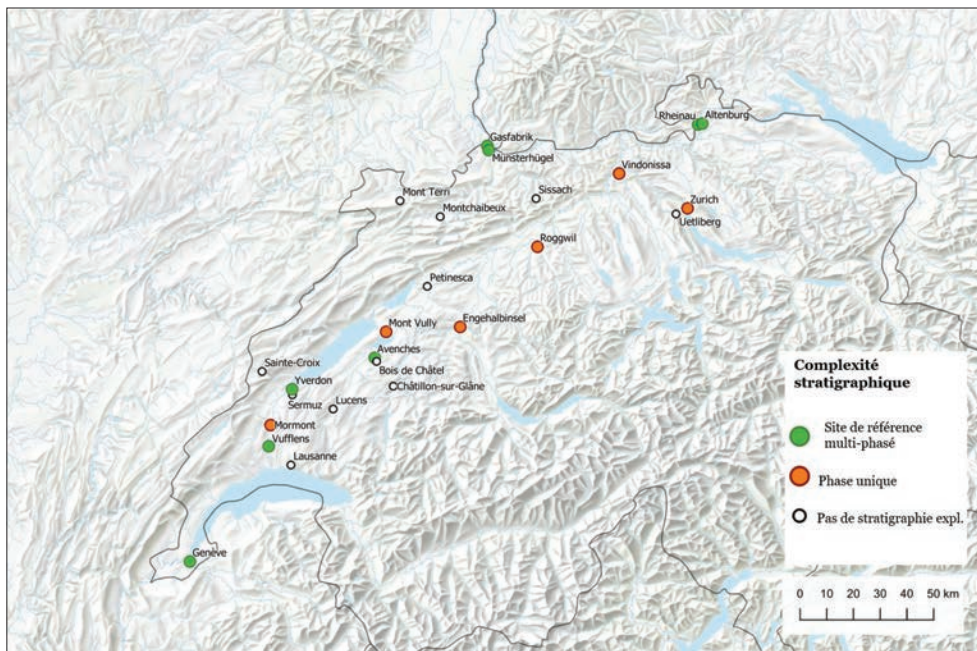 Rheinau
Altenburg
Gasfabrik
Münsterhügel
Vindonissa
Mont Terri
Sissach
Montchaibeux
Zurich
Uetliberg
Roggwil
Petinesca
Mont Vully
Engehalbinsel
Avenches
Bois de Châtel
Sainte-Croix
Châtillon-sur-Glâne
Yverdon
Sermuz
Lucens
Mormont
Vufflens
Lausanne
Genève
Complexité
stratigraphique
Site de référence
multi-phasé
Phase unique
Pas de stratigraphie expl.
0 10 20 30 40 50 km